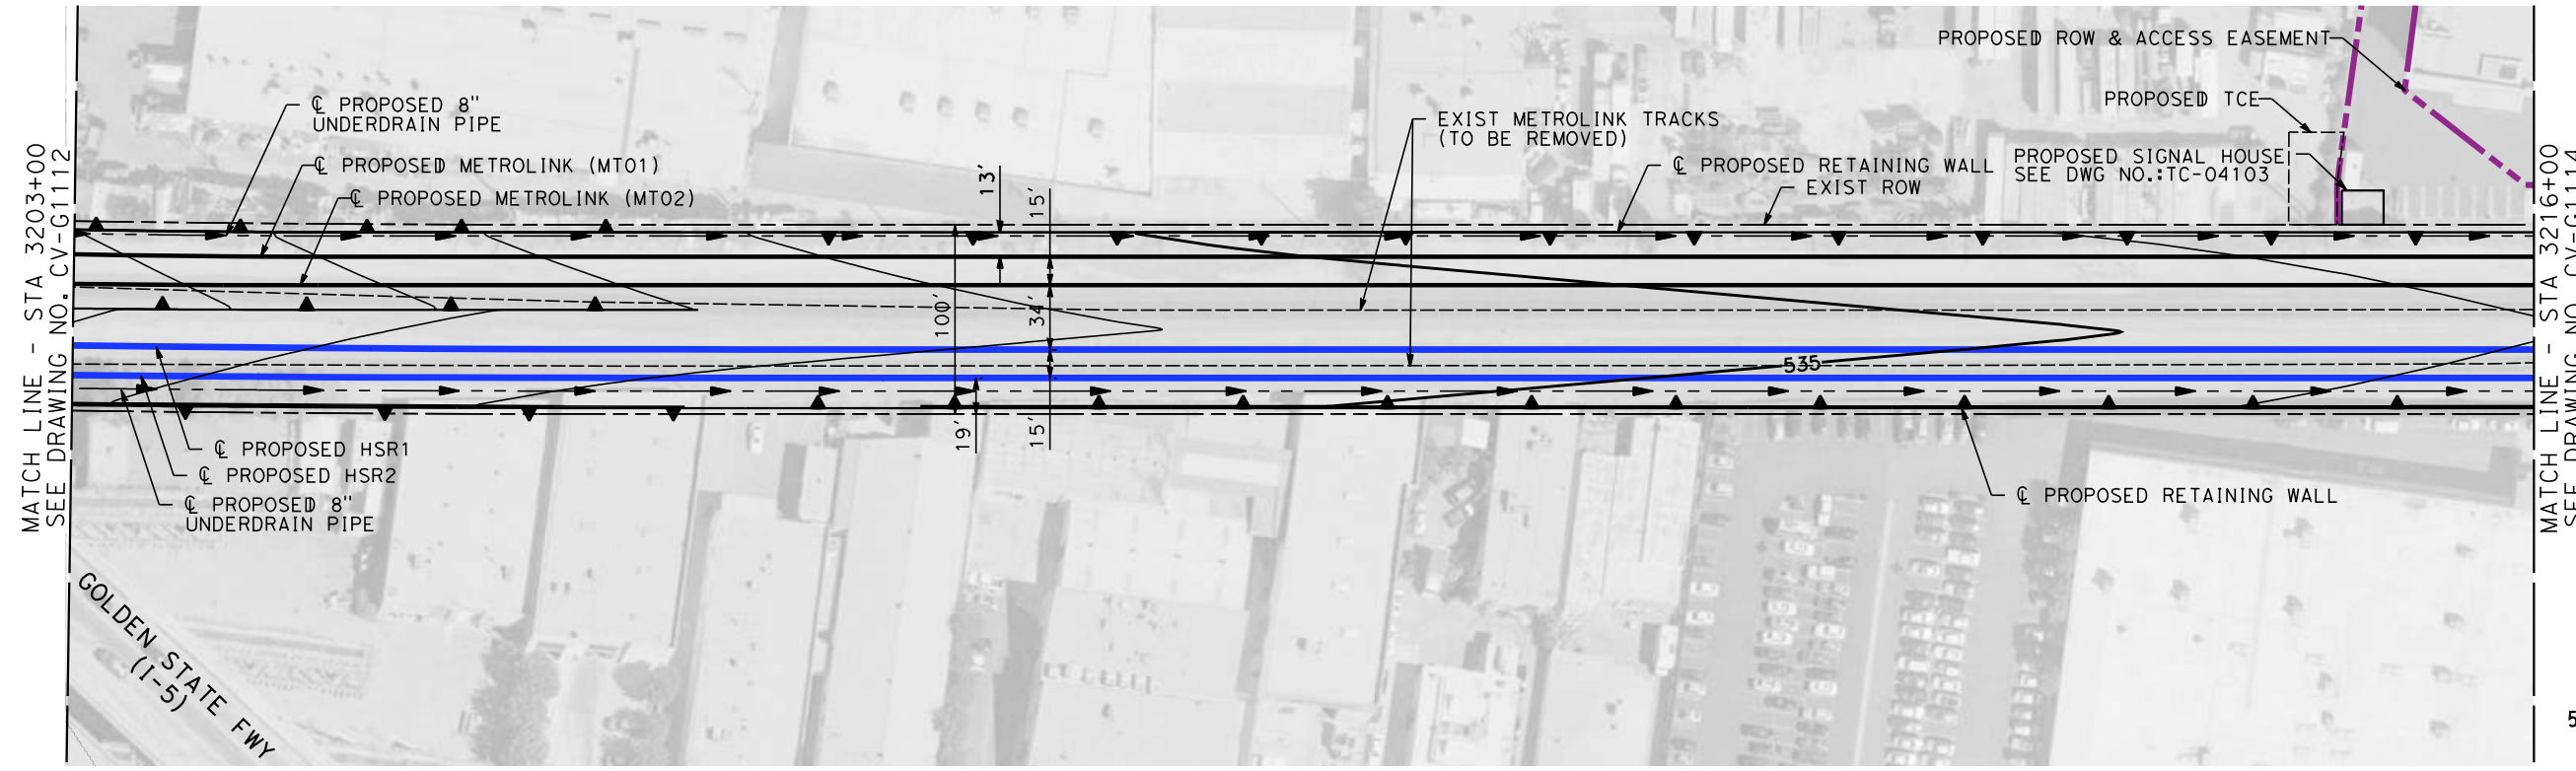 PROPOSED ROW & ACCESS EASEMENT
PROPOSED TCE
℄ PROPOSED 8"
UNDERDRAIN PIPE
℄ PROPOSED METROLINK (MT01)
℄ PROPOSED METROLINK (MT02)
EXIST METROLINK TRACKS
(TO BE REMOVED)
℄ PROPOSED RETAINING WALL
EXIST ROW
PROPOSED SIGNAL HOUSE
SEE DWG NO.:TC-04103
MATCH LINE - STA 3203+00
SEE DRAWING NO. CV-G1112
13'
15'
100'
34'
19'
15'
535
℄ PROPOSED HSR1
℄ PROPOSED HSR2
℄ PROPOSED 8"
UNDERDRAIN PIPE
℄ PROPOSED RETAINING WALL
GOLDEN STATE FWY
(I-5)
MATCH LINE - STA 3216+00
SEE DRAWING NO. CV-G1114
5